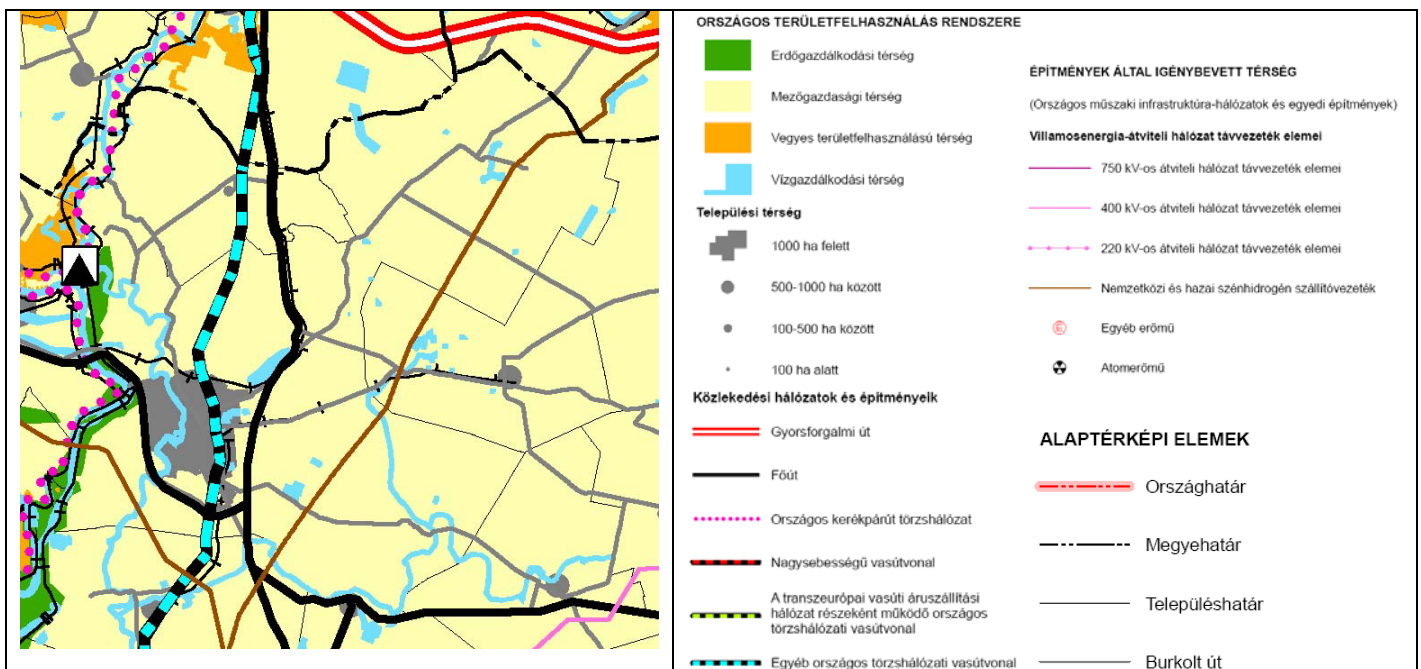 ORSZÁGOS TERÜLETFELHASZNÁLÁS RENDSZERE
Erdőgazdálkodási térség
Mezőgazdasági térség
Vegyes területfelhasználású térség
Vízgazdálkodási térség
Települési térség
1000 ha felett
500-1000 ha között
100-500 ha között
100 ha alatt
Közlekedési hálózatok és építményeik
Gyorsforgalmi út
Főút
Országos kerékpárút törzshálózat
Nagysebességű vasútvonal
A transzeurópai vasúti áruszállítási
hálózat részeként működő országos
törzshálózati vasútvonal
Egyéb országos törzshálózati vasútvonal
ÉPÍTMÉNYEK ÁLTAL IGÉNYBEVETT TÉRSÉG
(Országos műszaki infrastruktúra-hálózatok és egyedi építmények)
Villamosenergia-átviteli hálózat távvezeték elemei
750 kV-os átviteli hálózat távvezeték elemei
400 kV-os átviteli hálózat távvezeték elemei
220 kV-os átviteli hálózat távvezeték elemei
Nemzetközi és hazai szénhidrogén szállítóvezeték
E Egyéb erőmű
Atomerőmű
ALAPTÉRKÉPI ELEMEK
Országhatár
Megyehatár
Településhatár
Burkolt út